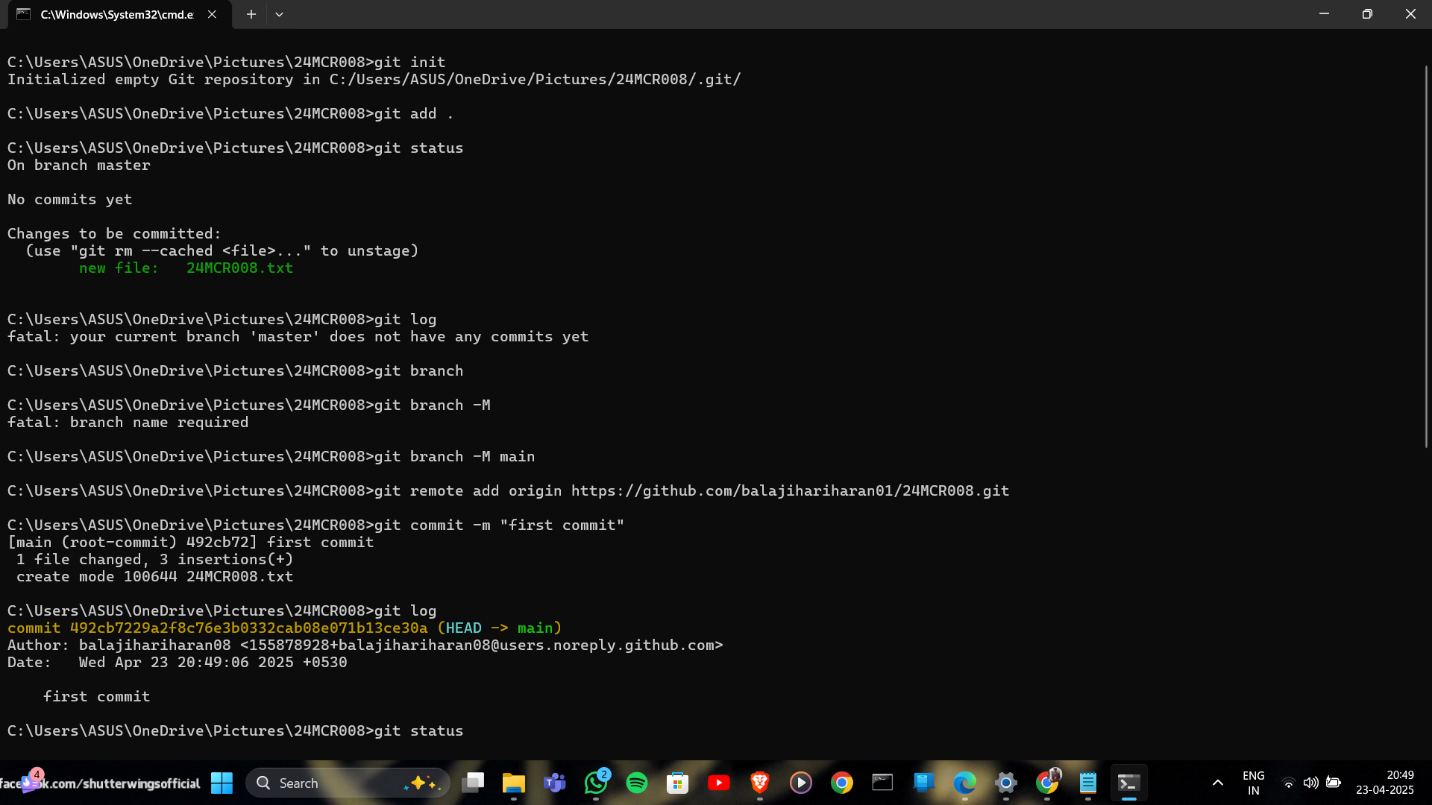 C:\Windows\System32\cmd.e
C:\Users\ASUS\OneDrive\Pictures\24MCR008>git init
Initialized empty Git repository in C:/Users/ASUS/OneDrive/Pictures/24MCR008/.git/
C:\Users\ASUS\OneDrive\Pictures\24MCR008>git add .
C:\Users\ASUS\OneDrive\Pictures\24MCR008>git status
On branch master
No commits yet
Changes to be committed:
  (use "git rm --cached <file>..." to unstage)
        new file:   24MCR008.txt
C:\Users\ASUS\OneDrive\Pictures\24MCR008>git log
fatal: your current branch 'master' does not have any commits yet
C:\Users\ASUS\OneDrive\Pictures\24MCR008>git branch
C:\Users\ASUS\OneDrive\Pictures\24MCR008>git branch -M
fatal: branch name required
C:\Users\ASUS\OneDrive\Pictures\24MCR008>git branch -M main
C:\Users\ASUS\OneDrive\Pictures\24MCR008>git remote add origin https://github.com/balajihariharan01/24MCR008.git
C:\Users\ASUS\OneDrive\Pictures\24MCR008>git commit -m "first commit"
[main (root-commit) 492cb72] first commit
 1 file changed, 3 insertions(+)
 create mode 100644 24MCR008.txt
C:\Users\ASUS\OneDrive\Pictures\24MCR008>git log
commit 492cb7229a2f8c76e3b0332cab08e071b13ce30a (HEAD -> main)
Author: balajihariharan08 <155878928+balajihariharan08@users.noreply.github.com>
Date:   Wed Apr 23 20:49:06 2025 +0530
    first commit
C:\Users\ASUS\OneDrive\Pictures\24MCR008>git status
4
k.com/shutterwingsofficial
Search
2
ENG
IN
20:49
23-04-2025